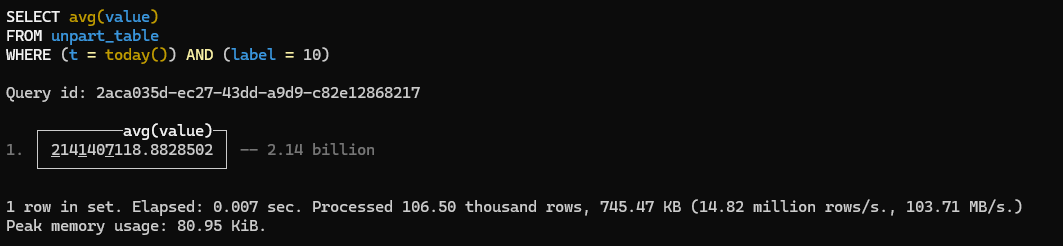 SELECT avg(value)
FROM unpart_table
WHERE (t = today()) AND (label = 10)
Query id: 2aca035d-ec27-43dd-a9d9-c82e12868217
avg(value)
1. 2141407118.8828502 -- 2.14 billion
1 row in set. Elapsed: 0.007 sec. Processed 106.50 thousand rows, 745.47 KB (14.82 million rows/s., 103.71 MB/s.)
Peak memory usage: 80.95 KiB.